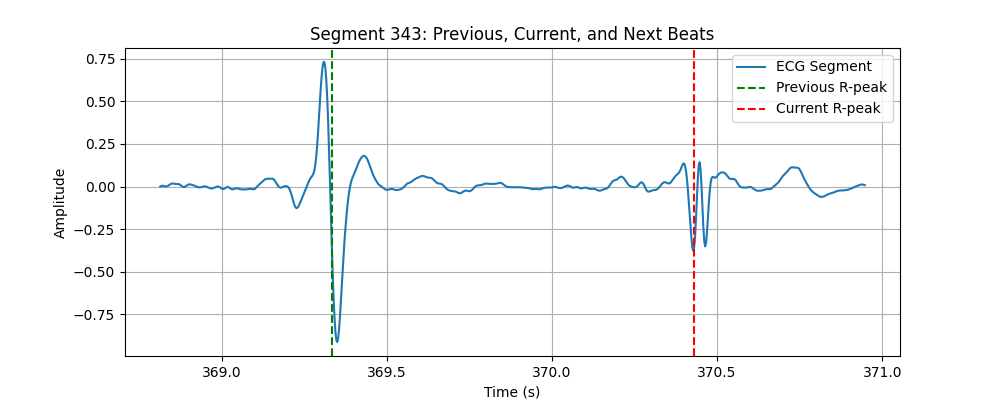 Segment 343: Previous, Current, and Next Beats
ECG Segment
Previous R-peak
Current R-peak
Amplitude
0.75
0.50
0.25
0.00
−0.25
−0.50
−0.75
369.0 369.5 370.0 370.5 371.0
Time (s)